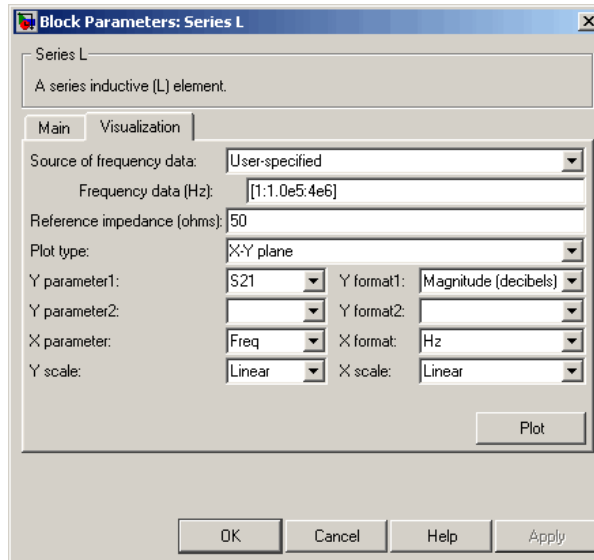 Block Parameters: Series L
Series L
A series inductive (L) element.
Main Visualization
Source of frequency data: User-specified
Frequency data (Hz): [1:1.0e5:4e6]
Reference impedance (ohms): 50
Plot type: X-Y plane
Y parameter1: S21 Y format1: Magnitude (decibels)
Y parameter2: Y format2:
X parameter: Freq X format: Hz
Y scale: Linear X scale: Linear
Plot
OK Cancel Help Apply